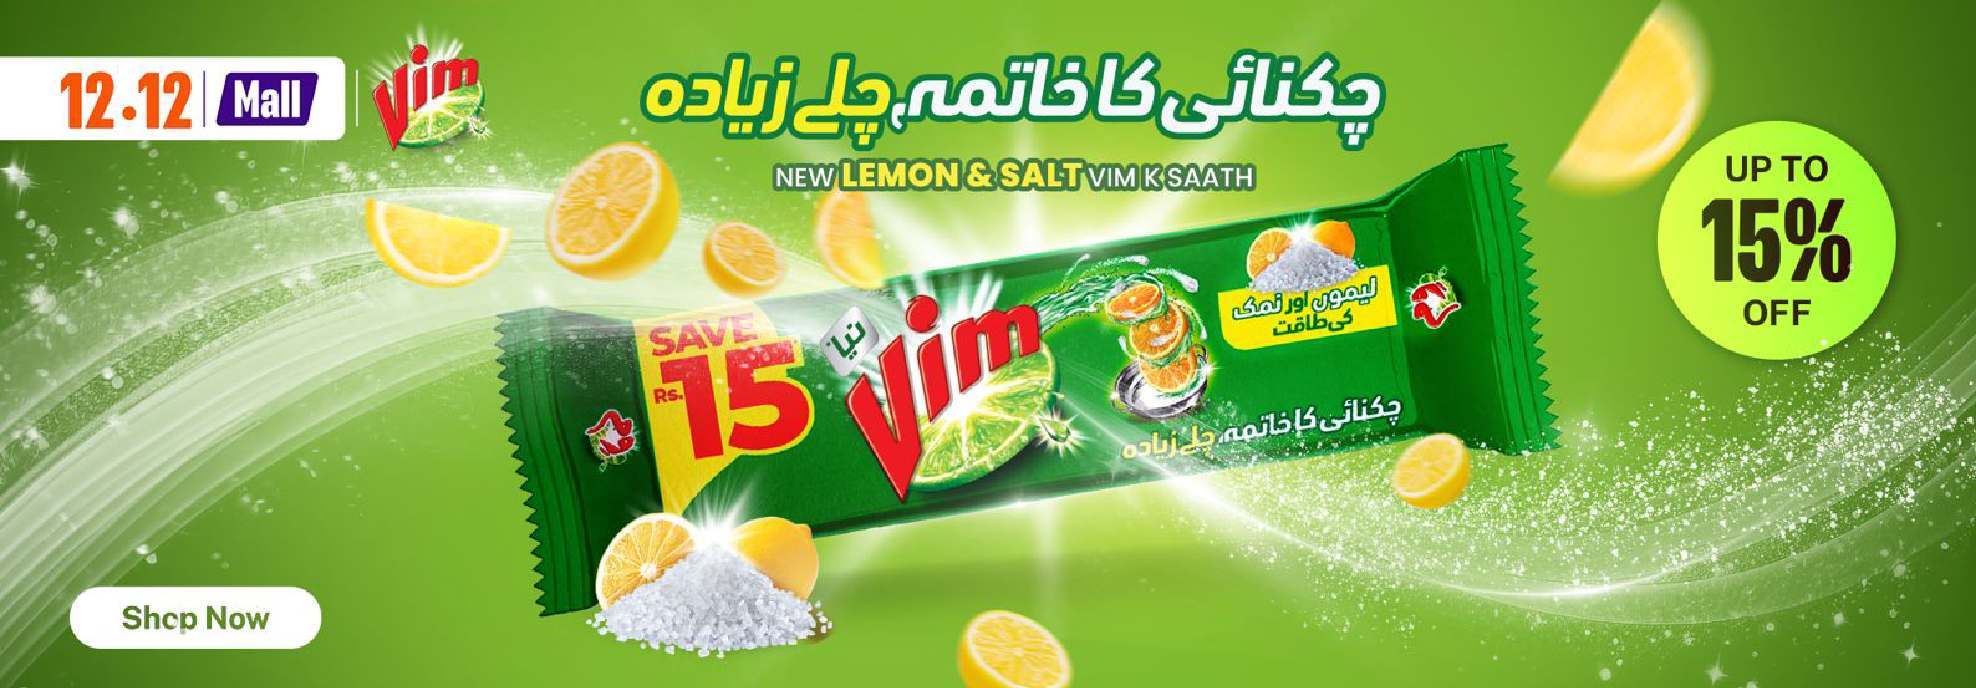 12.12 Mall
Vim
چکنائی کا خاتمہ، چلے زیادہ
NEW LEMON & SALT VIM K SAATH
UP TO
15%
OFF
SAVE
Rs.15
نیا
Vim
لیموں اور نمک
کی طاقت
چکنائی کا خاتمہ، چلے زیادہ
Shop Now